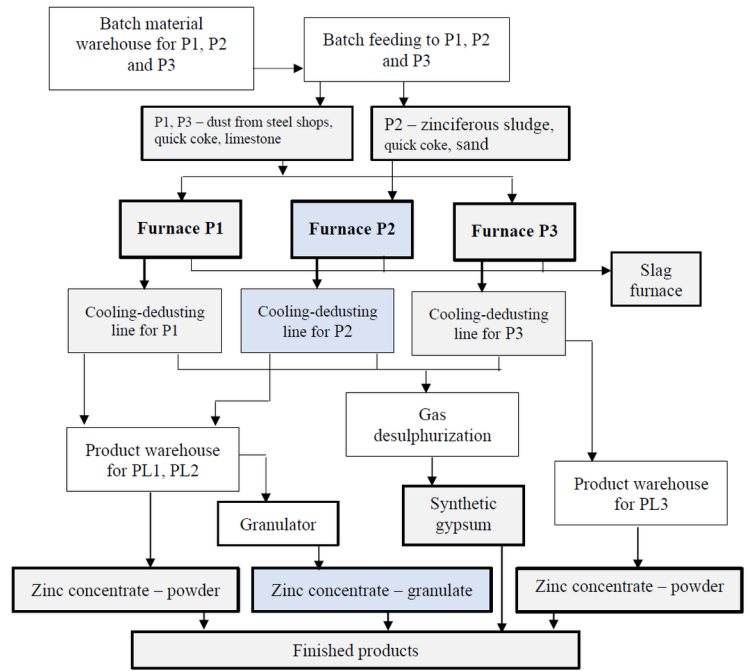 Batch material
warehouse for P1, P2
and P3
Batch feeding to P1, P2
and P3
P1, P3 – dust from steel shops,
quick coke, limestone
P2 – zinciferous sludge,
quick coke, sand
Furnace P1
Furnace P2
Furnace P3
Slag
furnace
Cooling-dedusting
line for P1
Cooling-dedusting
line for P2
Cooling-dedusting
line for P3
Gas
desulphurization
Product warehouse
for PL1, PL2
Product warehouse
for PL3
Synthetic
gypsum
Granulator
Zinc concentrate – powder
Zinc concentrate – granulate
Zinc concentrate – powder
Finished products